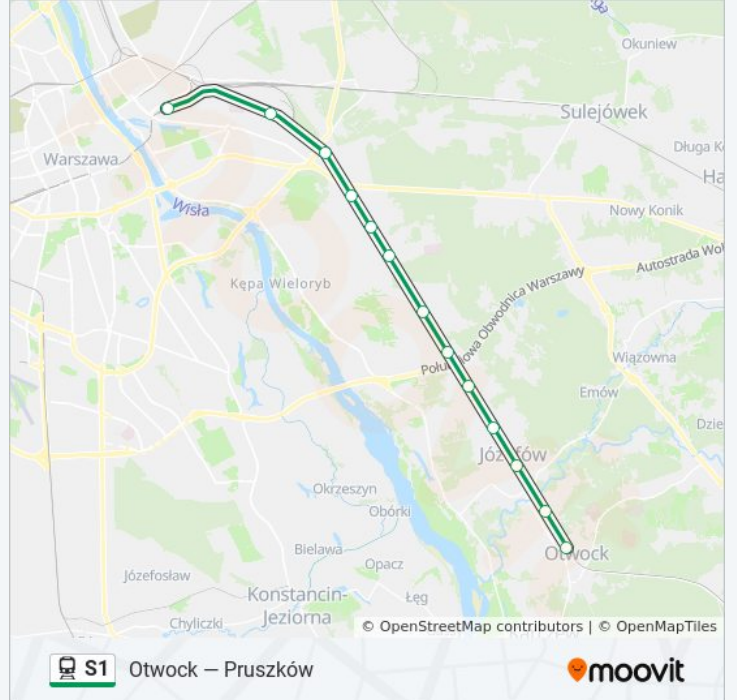 Okuniew
Sulejówek
Długa K
Ha
Warszawa
Wisła
Nowy Konik
Autostrada Wol
Kępa Wieloryb
owa Obwodnica Warszawy
Połu
Wiązowna
Emów
Dzie
Józefów
Okrzeszyn
Obórki
Otwock
Bielawa
Opacz
Józefosław
Konstancin-
Jeziorna
Łęg
Chyliczki
© OpenStreetMap contributors | © OpenMapTiles
S1 Otwock — Pruszków
moovit